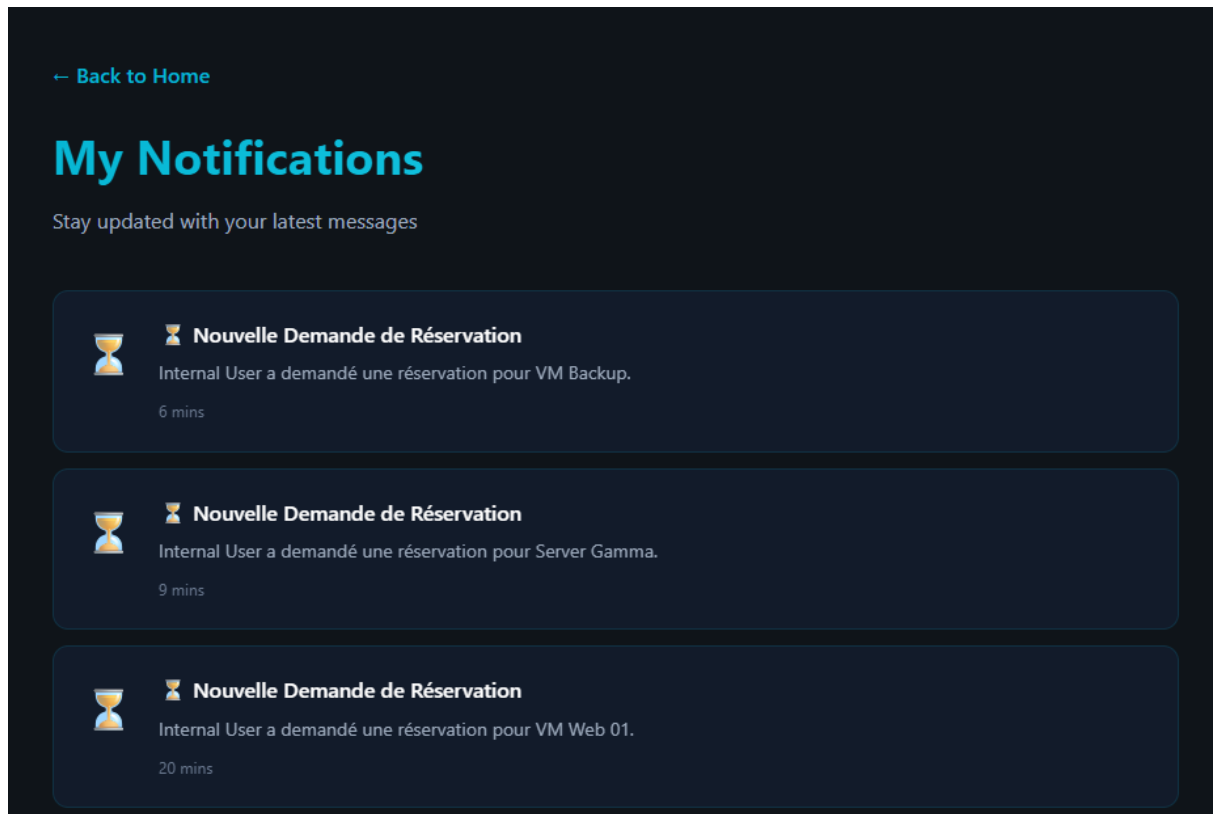 ← Back to Home
My Notifications
Stay updated with your latest messages
⏳ Nouvelle Demande de Réservation
Internal User a demandé une réservation pour VM Backup.
6 mins
⏳ Nouvelle Demande de Réservation
Internal User a demandé une réservation pour Server Gamma.
9 mins
⏳ Nouvelle Demande de Réservation
Internal User a demandé une réservation pour VM Web 01.
20 mins